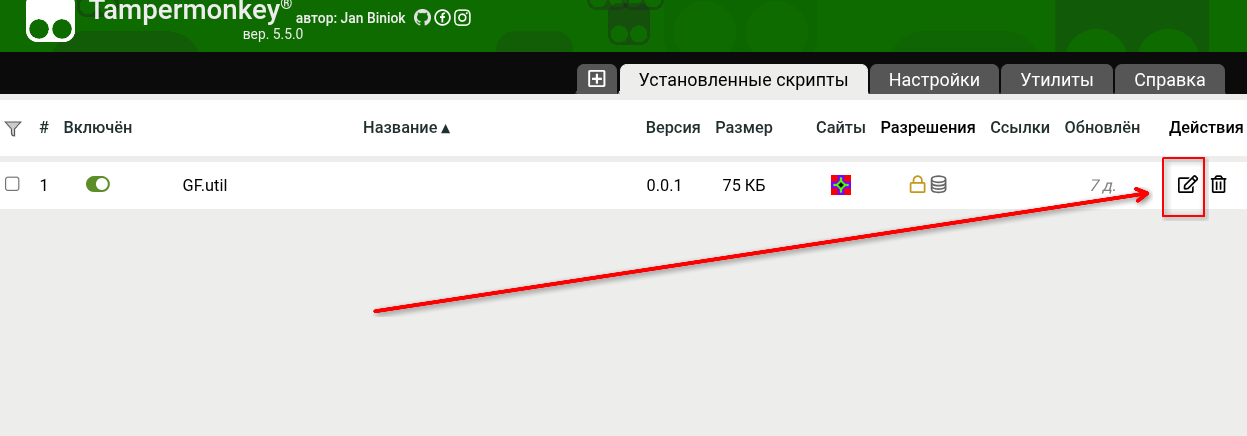 Tampermonkey®
автор: Jan Biniok
вер. 5.5.0
Установленные скрипты Настройки Утилиты Справка
# Включён Название ▲ Версия Размер Сайты Разрешения Ссылки Обновлён Действия
1 GF.util 0.0.1 75 КБ 7 д.